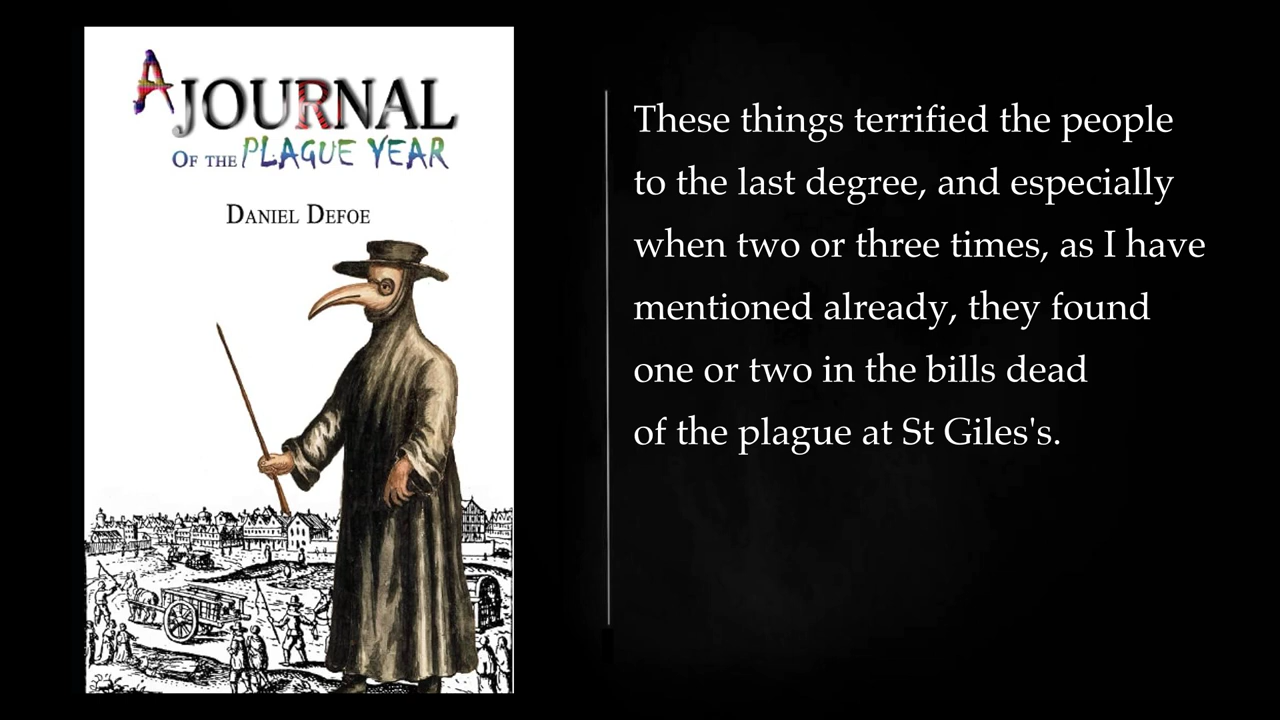 A JOURNAL
OF THE PLAGUE YEAR
DANIEL DEFOE
These things terrified the people
to the last degree, and especially
when two or three times, as I have
mentioned already, they found
one or two in the bills dead
of the plague at St Giles's.